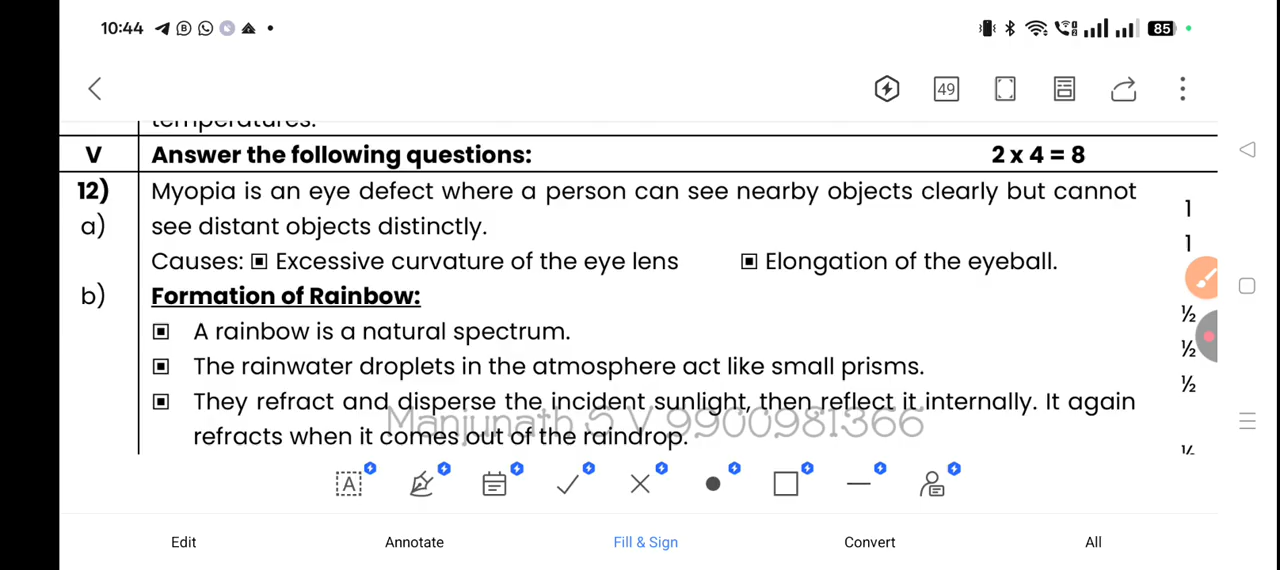 10:44
85
49
temperatures.
V Answer the following questions: 2 x 4 = 8
12) Myopia is an eye defect where a person can see nearby objects clearly but cannot
a) see distant objects distinctly. 1
Causes: ▣ Excessive curvature of the eye lens ▣ Elongation of the eyeball. 1
b) Formation of Rainbow:
▣ A rainbow is a natural spectrum. ½
▣ The rainwater droplets in the atmosphere act like small prisms. ½
▣ They refract and disperse the incident sunlight, then reflect it internally. It again ½
Manjunath S V 9900981366
refracts when it comes out of the raindrop.
Edit Annotate Fill & Sign Convert All